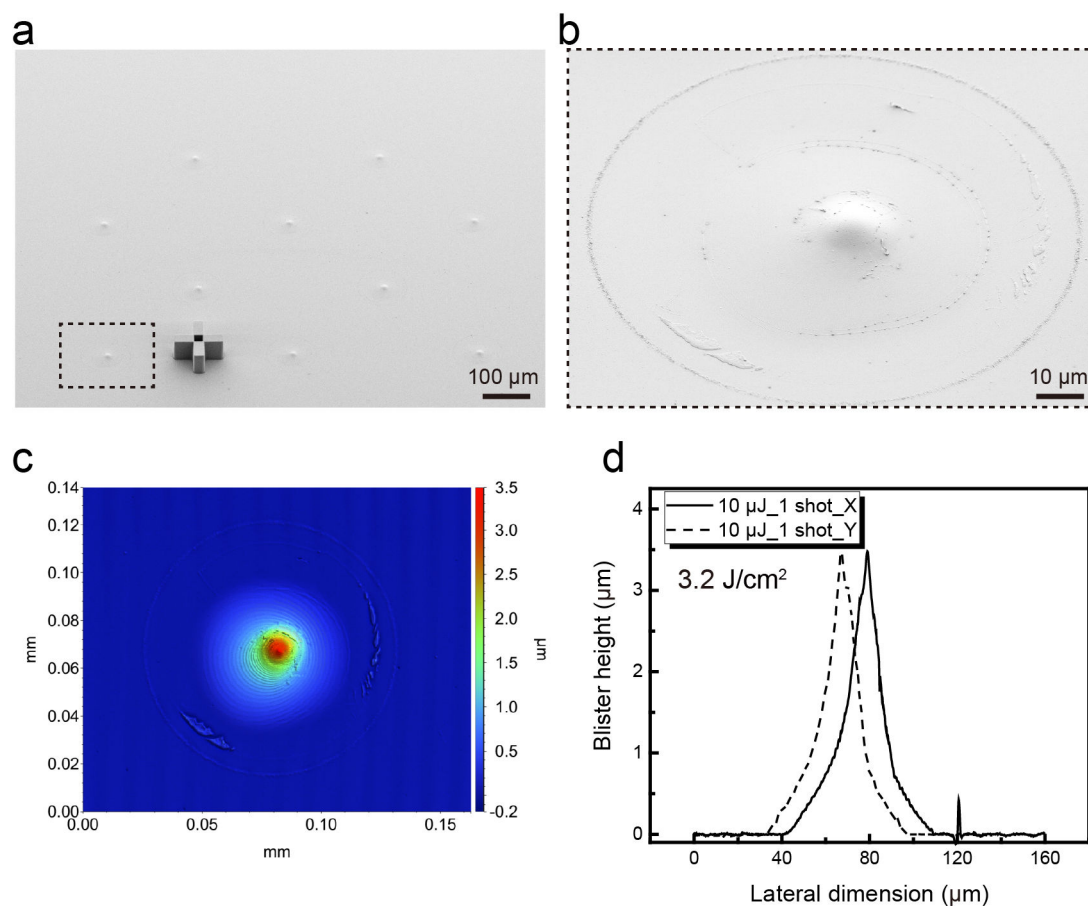 a
100 µm
b
10 µm
c
mm
0.14
0.12
0.10
0.08
0.06
0.04
0.02
0.00
0.00
0.05
0.10
0.15
mm
3.5
3.0
2.5
2.0
1.5
1.0
0.5
-0.2
µm
d
10 µJ_1 shot_X
10 µJ_1 shot_Y
3.2 J/cm²
Blister height (µm)
4
3
2
1
0
0
40
80
120
160
Lateral dimension (µm)